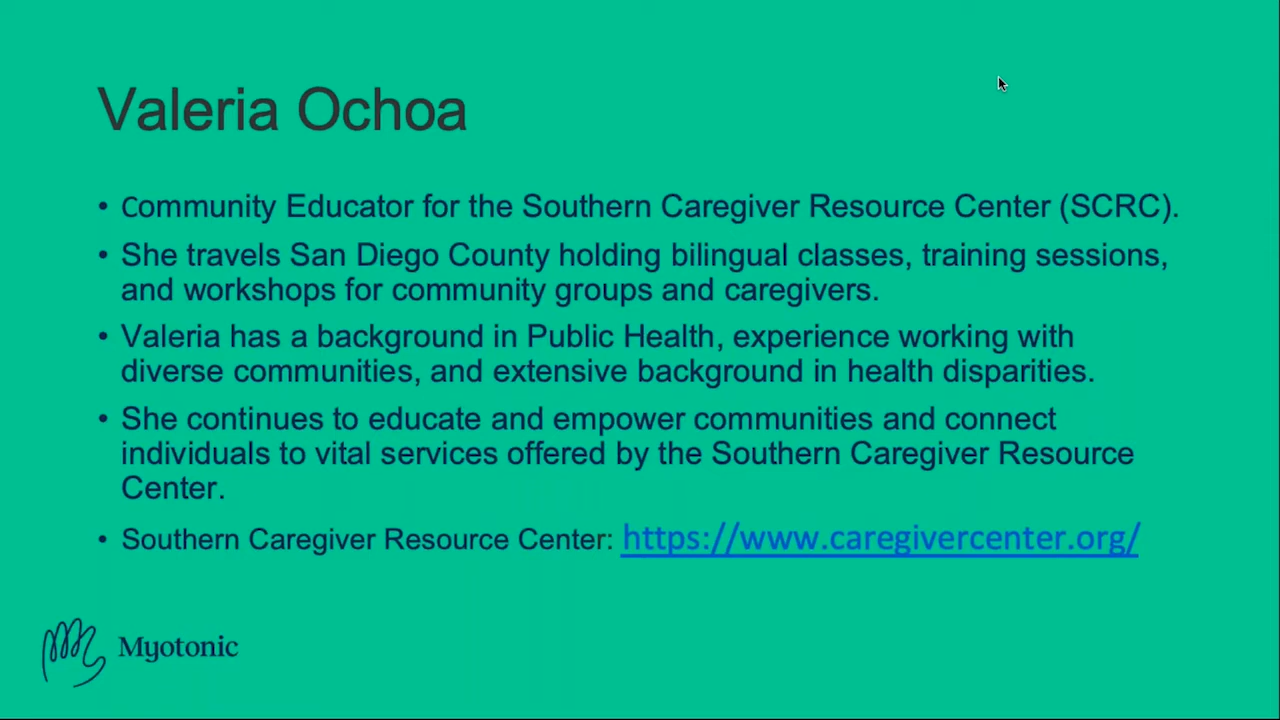 Valeria Ochoa
• Community Educator for the Southern Caregiver Resource Center (SCRC).
• She travels San Diego County holding bilingual classes, training sessions,
and workshops for community groups and caregivers.
• Valeria has a background in Public Health, experience working with
diverse communities, and extensive background in health disparities.
• She continues to educate and empower communities and connect
individuals to vital services offered by the Southern Caregiver Resource
Center.
• Southern Caregiver Resource Center: https://www.caregivercenter.org/
Myotonic